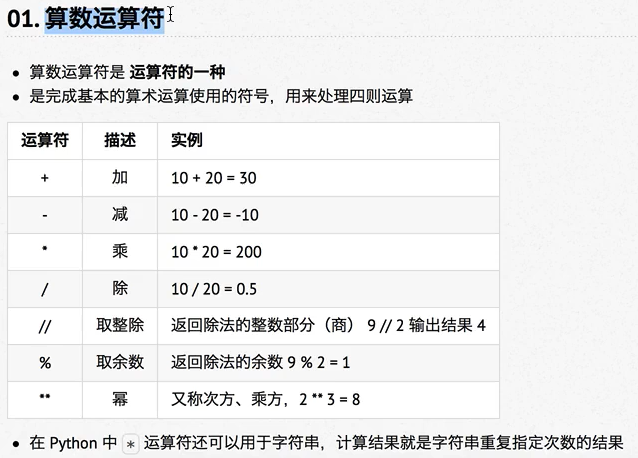 01. 算数运算符
• 算数运算符是 运算符的一种
• 是完成基本的算术运算使用的符号，用来处理四则运算
运算符 描述 实例
+ 加 10 + 20 = 30
- 减 10 - 20 = -10
* 乘 10 * 20 = 200
/ 除 10 / 20 = 0.5
// 取整除 返回除法的整数部分（商） 9 // 2 输出结果 4
% 取余数 返回除法的余数 9 % 2 = 1
** 幂 又称次方、乘方，2 ** 3 = 8
• 在 Python 中 * 运算符还可以用于字符串，计算结果就是字符串重复指定次数的结果